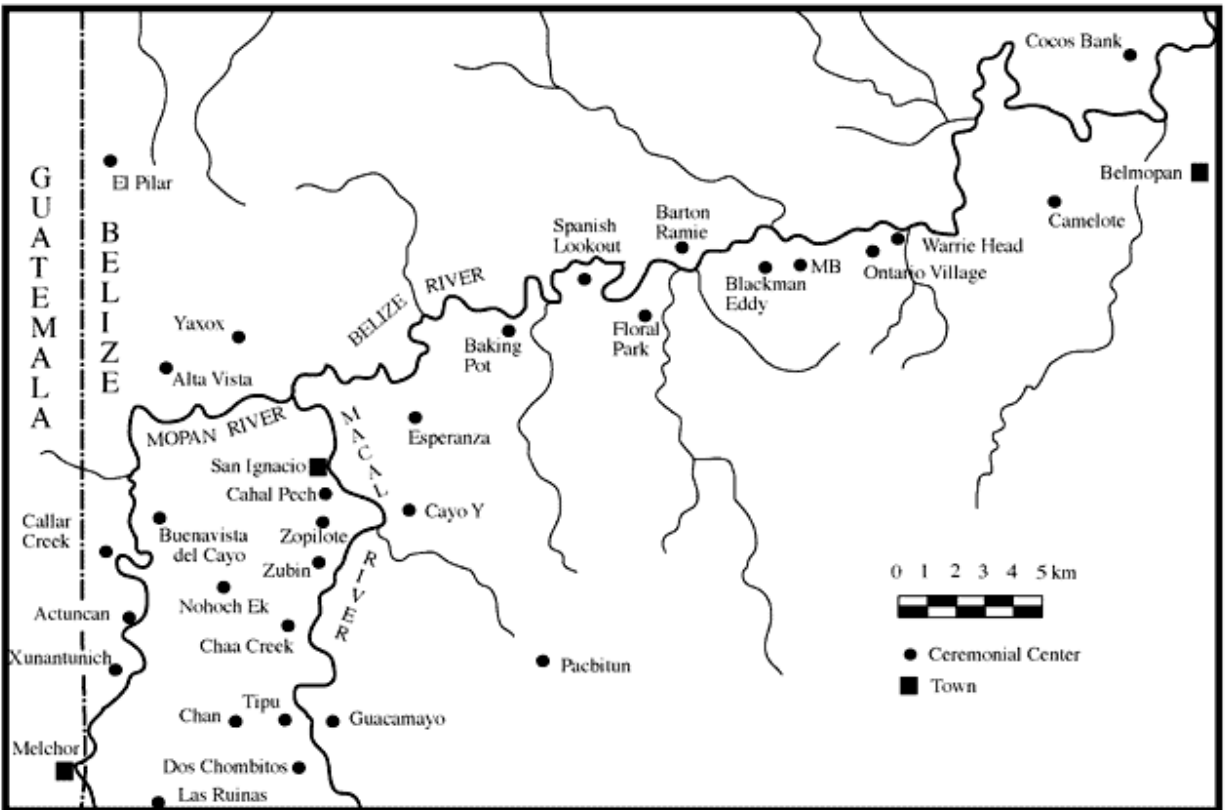 Cocos Bank
GUATEMALA
BELIZE
El Pilar
Belmopan
Camelote
Spanish
Lookout
Barton
Ramie
Warrie Head
Ontario Village
MB
Blackman
Eddy
BELIZE RIVER
Yaxox
Alta Vista
Baking
Pot
Floral
Park
MOPAN RIVER
MACAL RIVER
Esperanza
San Ignacio
Cahal Pech
Cayo Y
Callar
Creek
Buenavista
del Cayo
Zopilote
Zubin
Nohoch Ek
Actuncan
Chaa Creek
Xunantunich
Pacbitun
0 1 2 3 4 5 km
Ceremonial Center
Town
Chan
Tipu
Guacamayo
Melchor
Dos Chombitos
Las Ruinas